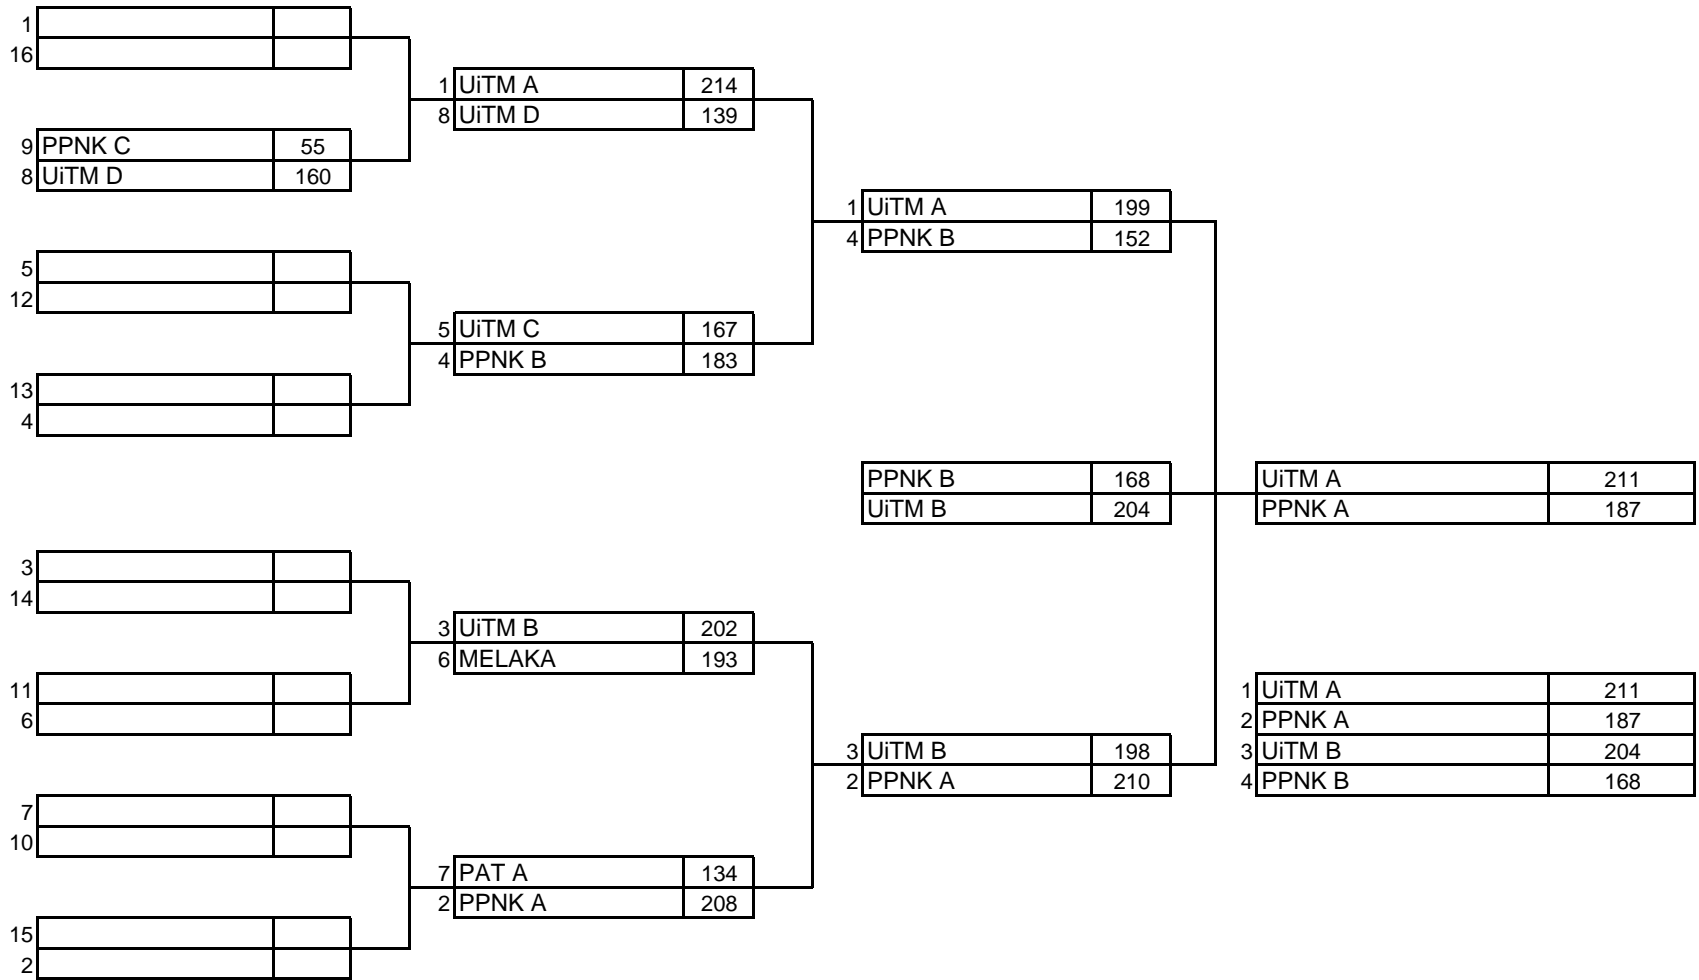 1
16
1 UiTM A 214
8 UiTM D 139
9 PPNK C 55
8 UiTM D 160
1 UiTM A 199
4 PPNK B 152
5
12
5 UiTM C 167
4 PPNK B 183
13
4
PPNK B 168
UiTM B 204
UiTM A 211
PPNK A 187
3
14
3 UiTM B 202
6 MELAKA 193
11
6
1 UiTM A 211
2 PPNK A 187
3 UiTM B 204
4 PPNK B 168
3 UiTM B 198
2 PPNK A 210
7
10
7 PAT A 134
2 PPNK A 208
15
2